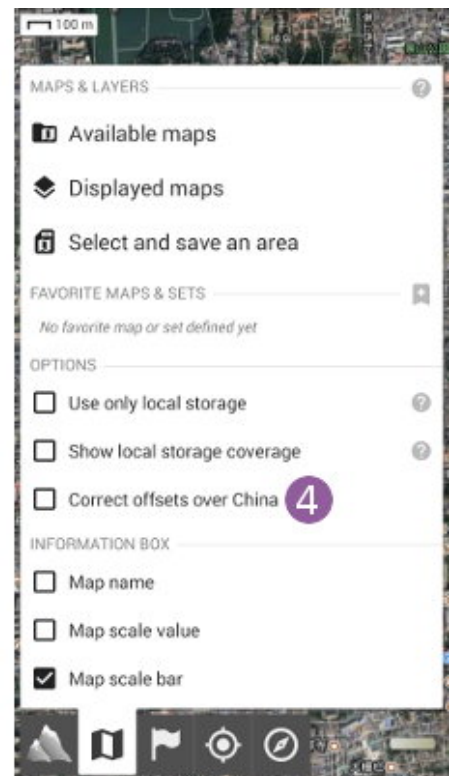 100 m
MAPS & LAYERS
Available maps
Displayed maps
Select and save an area
FAVORITE MAPS & SETS
No favorite map or set defined yet
OPTIONS
Use only local storage
Show local storage coverage
Correct offsets over China 4
INFORMATION BOX
Map name
Map scale value
Map scale bar